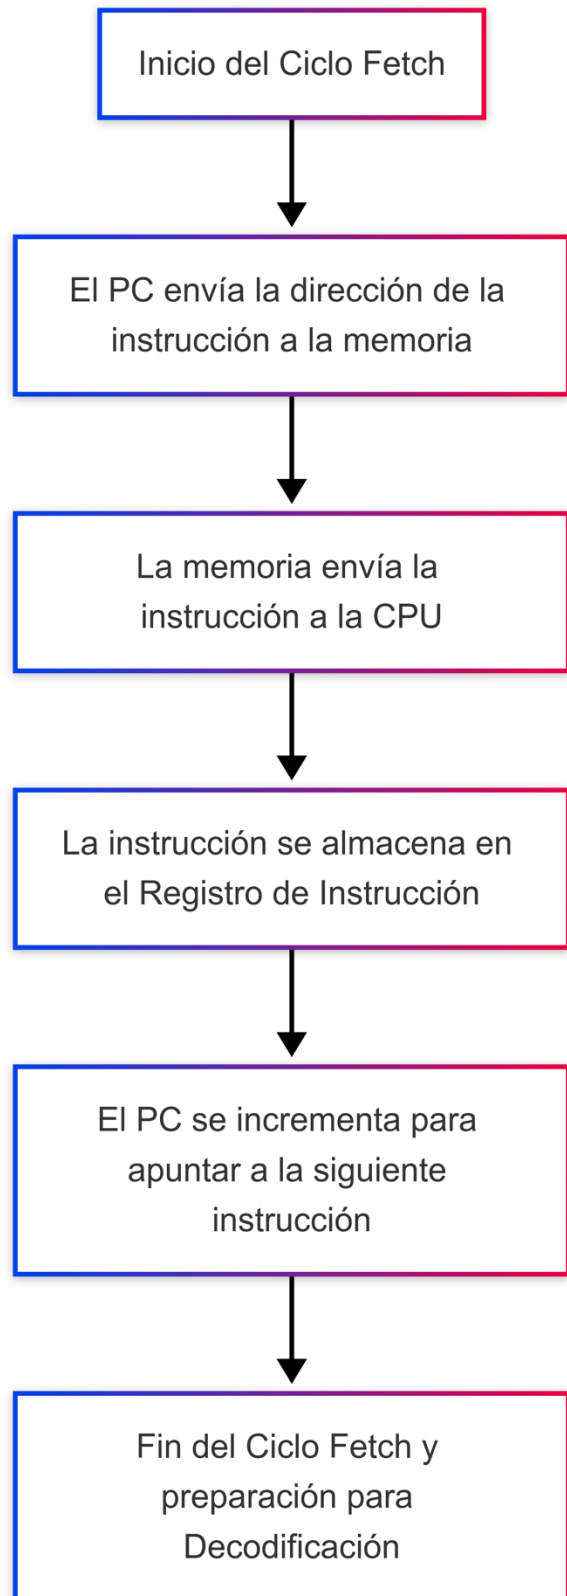 Inicio del Ciclo Fetch
El PC envía la dirección de la
instrucción a la memoria
La memoria envía la
instrucción a la CPU
La instrucción se almacena en
el Registro de Instrucción
El PC se incrementa para
apuntar a la siguiente
instrucción
Fin del Ciclo Fetch y
preparación para
Decodificación